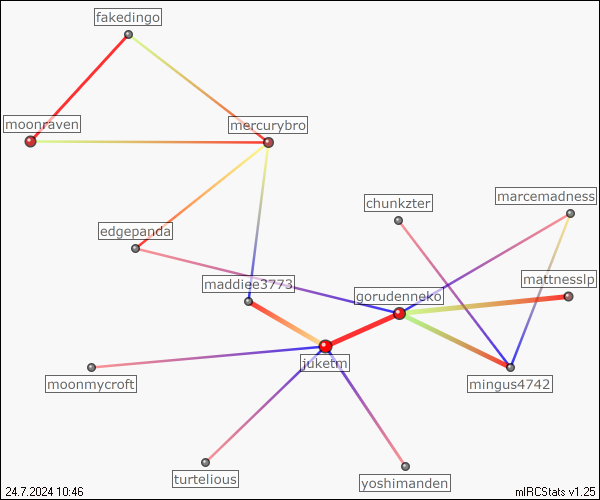 fakedingo
moonraven
mercurybro
marcemadness
chunkzter
edgepanda
mattnesslp
maddiee3773
gorudenneko
juketm
moonmycroft
mingus4742
turtelious
yoshimanden
24.7.2024 10:46
mIRCStats v1.25